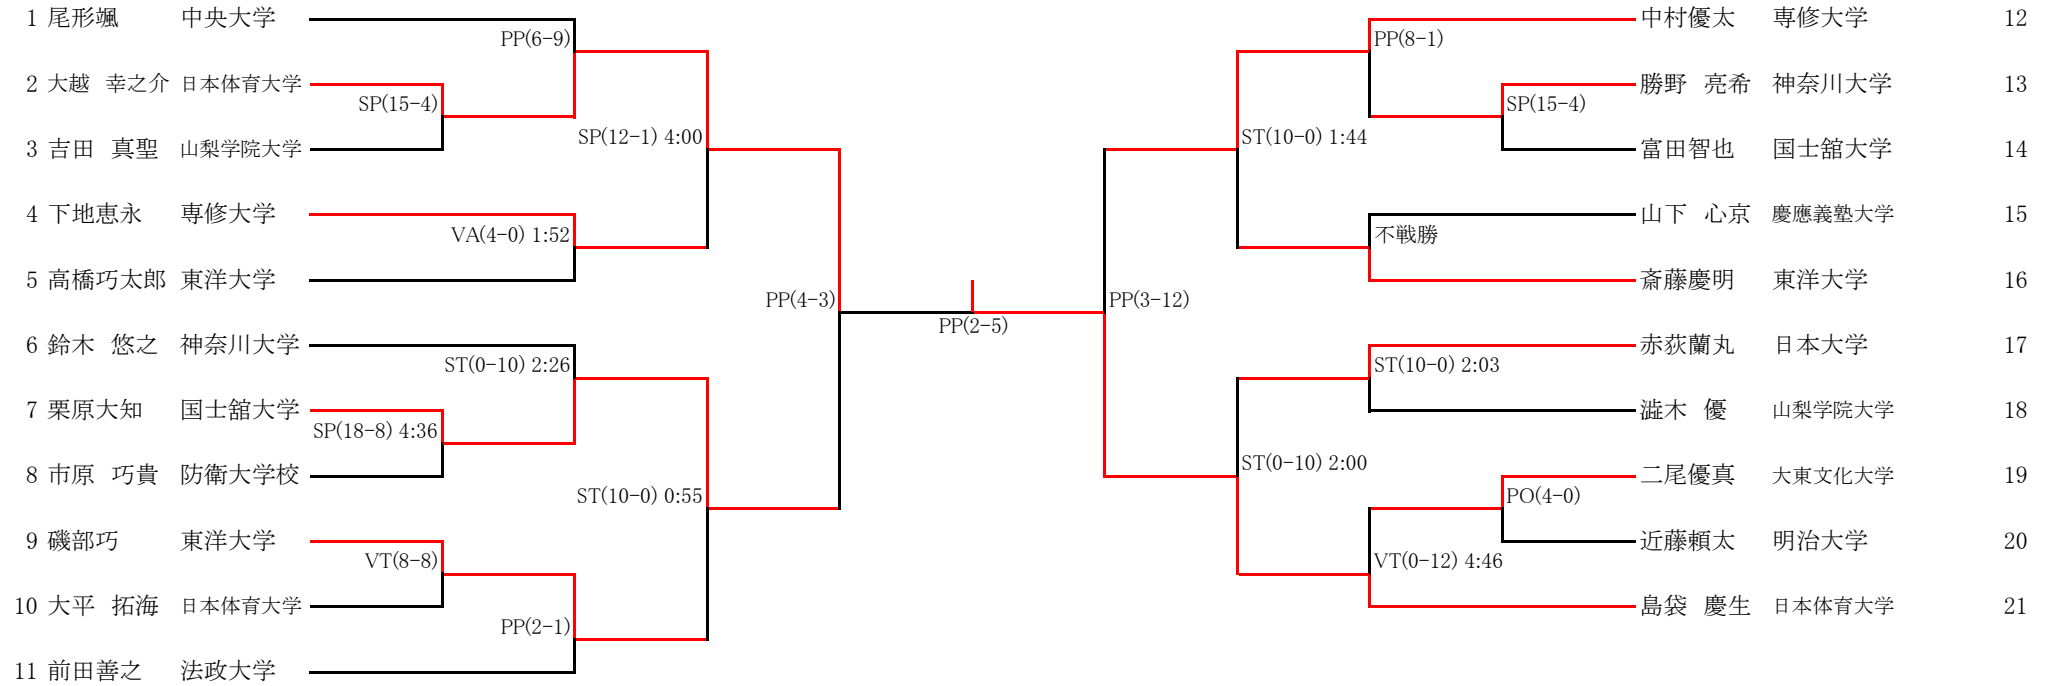 1 尾形颯 中央大学
PP(6-9)
2 大越 幸之介 日本体育大学
SP(15-4)
3 吉田 真聖 山梨学院大学
SP(12-1) 4:00
4 下地恵永 専修大学
VA(4-0) 1:52
5 高橋巧太郎 東洋大学
PP(4-3)
6 鈴木 悠之 神奈川大学
ST(0-10) 2:26
7 栗原大知 国士舘大学
SP(18-8) 4:36
8 市原 巧貴 防衛大学校
ST(10-0) 0:55
9 磯部巧 東洋大学
VT(8-8)
10 大平 拓海 日本体育大学
PP(2-1)
11 前田善之 法政大学
PP(2-5)
中村優太 専修大学 12
PP(8-1)
勝野 亮希 神奈川大学 13
SP(15-4)
ST(10-0) 1:44
富田智也 国士舘大学 14
山下 心京 慶應義塾大学 15
不戦勝
斎藤慶明 東洋大学 16
PP(3-12)
赤荻蘭丸 日本大学 17
ST(10-0) 2:03
澁木 優 山梨学院大学 18
ST(0-10) 2:00
二尾優真 大東文化大学 19
PO(4-0)
近藤頼太 明治大学 20
VT(0-12) 4:46
島袋 慶生 日本体育大学 21